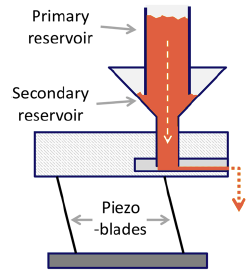 Primary
reservoir
Secondary
reservoir
Piezo
-blades